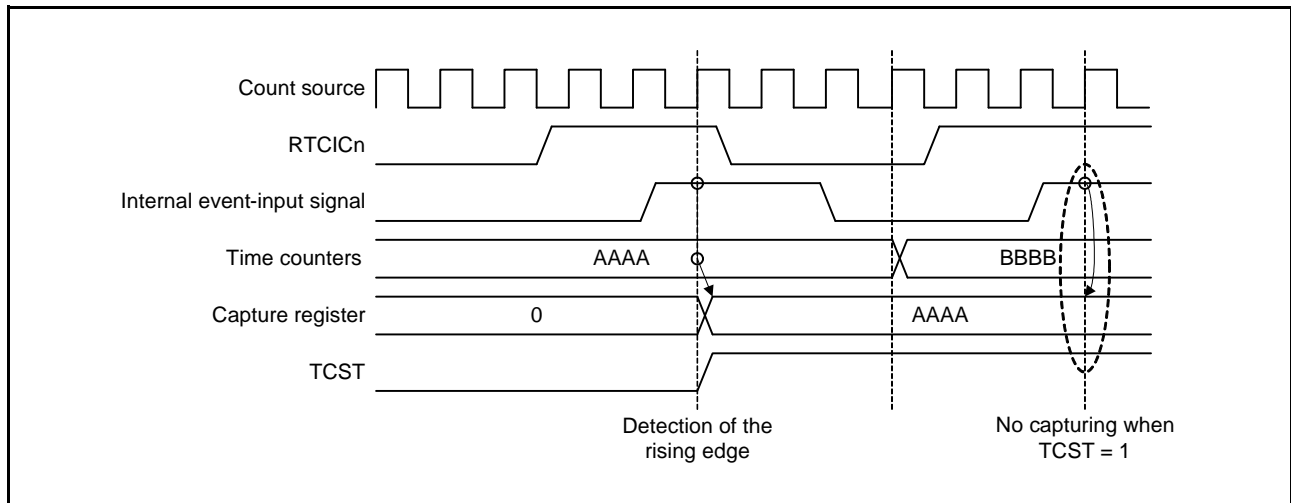 Count source
RTCICn
Internal event-input signal
Time counters
AAAA
BBBB
Capture register
0
AAAA
TCST
Detection of the
rising edge
No capturing when
TCST = 1